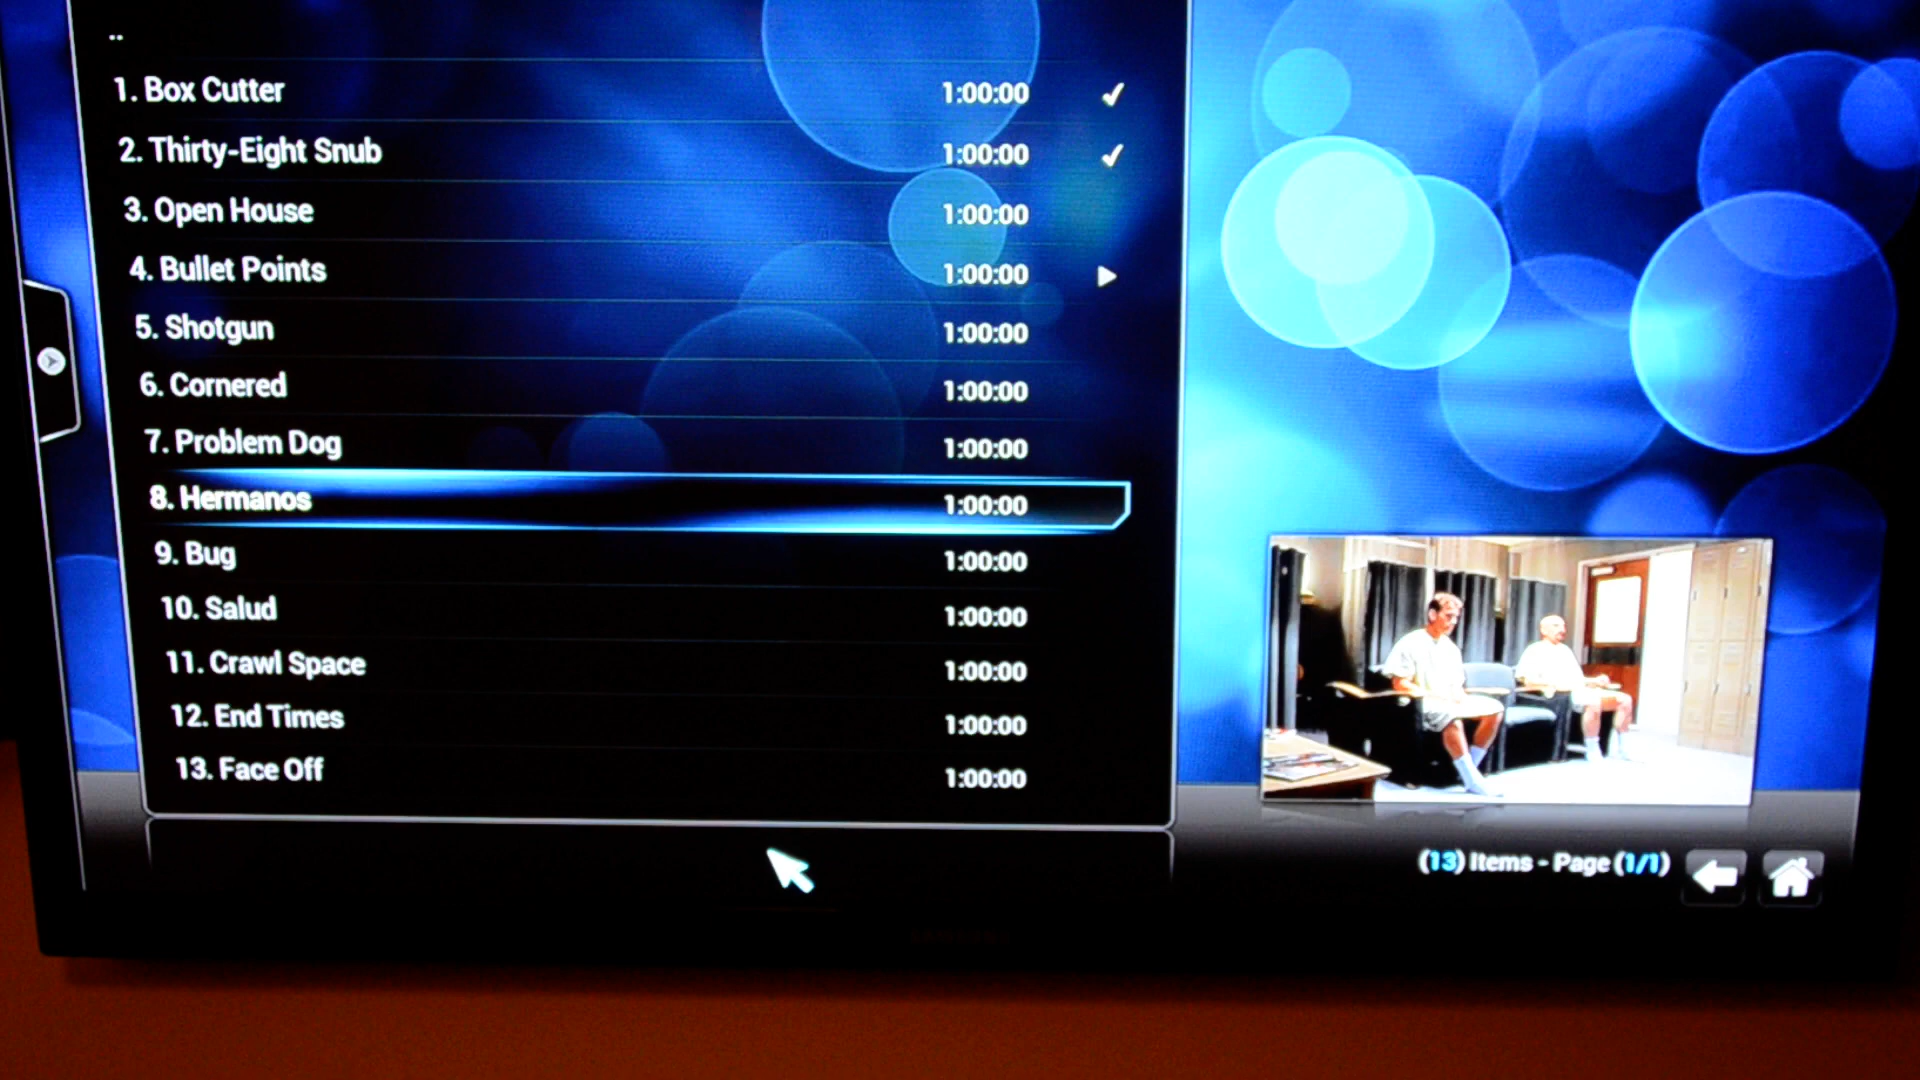 ..
1. Box Cutter 1:00:00
2. Thirty-Eight Snub 1:00:00
3. Open House 1:00:00
4. Bullet Points 1:00:00
5. Shotgun 1:00:00
6. Cornered 1:00:00
7. Problem Dog 1:00:00
8. Hermanos 1:00:00
9. Bug 1:00:00
10. Salud 1:00:00
11. Crawl Space 1:00:00
12. End Times 1:00:00
13. Face Off 1:00:00
(13) Items - Page (1/1)